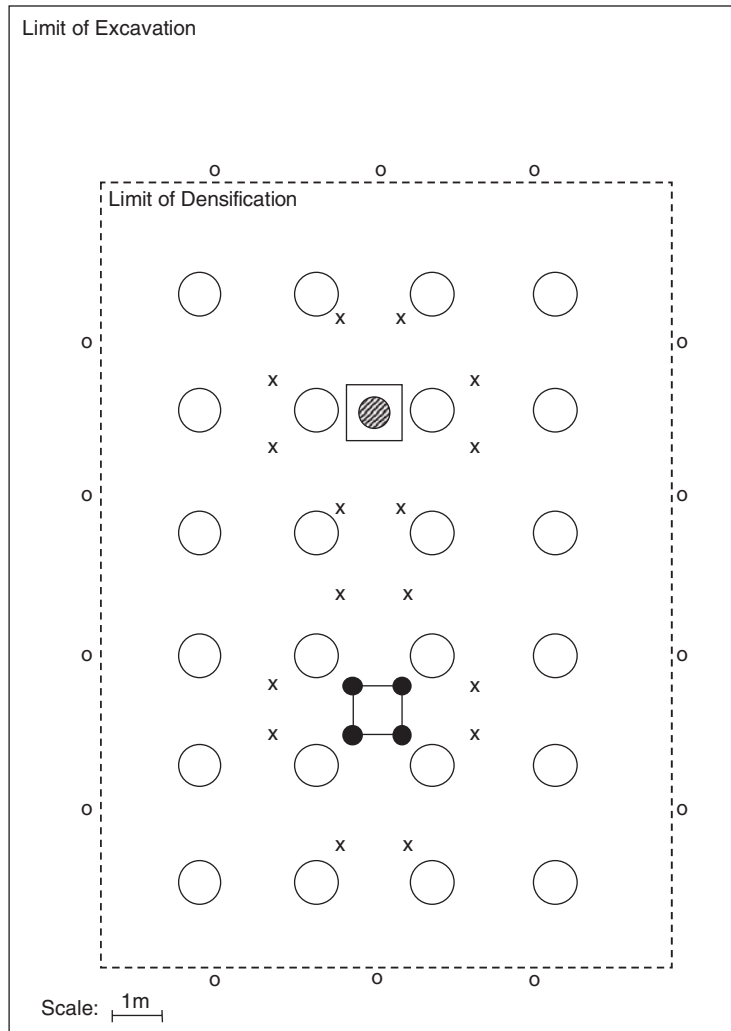 Limit of Excavation
o o o
Limit of Densification
x x
o o
x x
x x
o o
x x
x x
o o
x x
x x
o o
x x
o o o
Scale: 1m